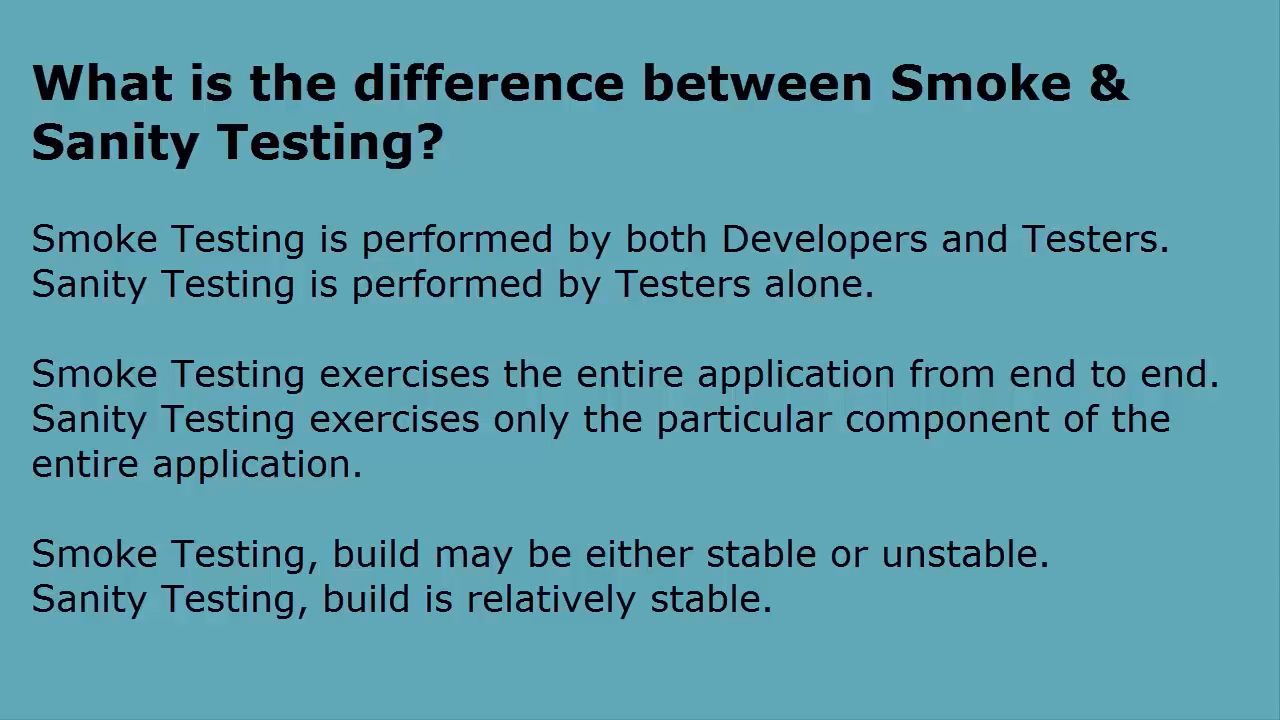 What is the difference between Smoke &
Sanity Testing?
Smoke Testing is performed by both Developers and Testers.
Sanity Testing is performed by Testers alone.
Smoke Testing exercises the entire application from end to end.
Sanity Testing exercises only the particular component of the
entire application.
Smoke Testing, build may be either stable or unstable.
Sanity Testing, build is relatively stable.